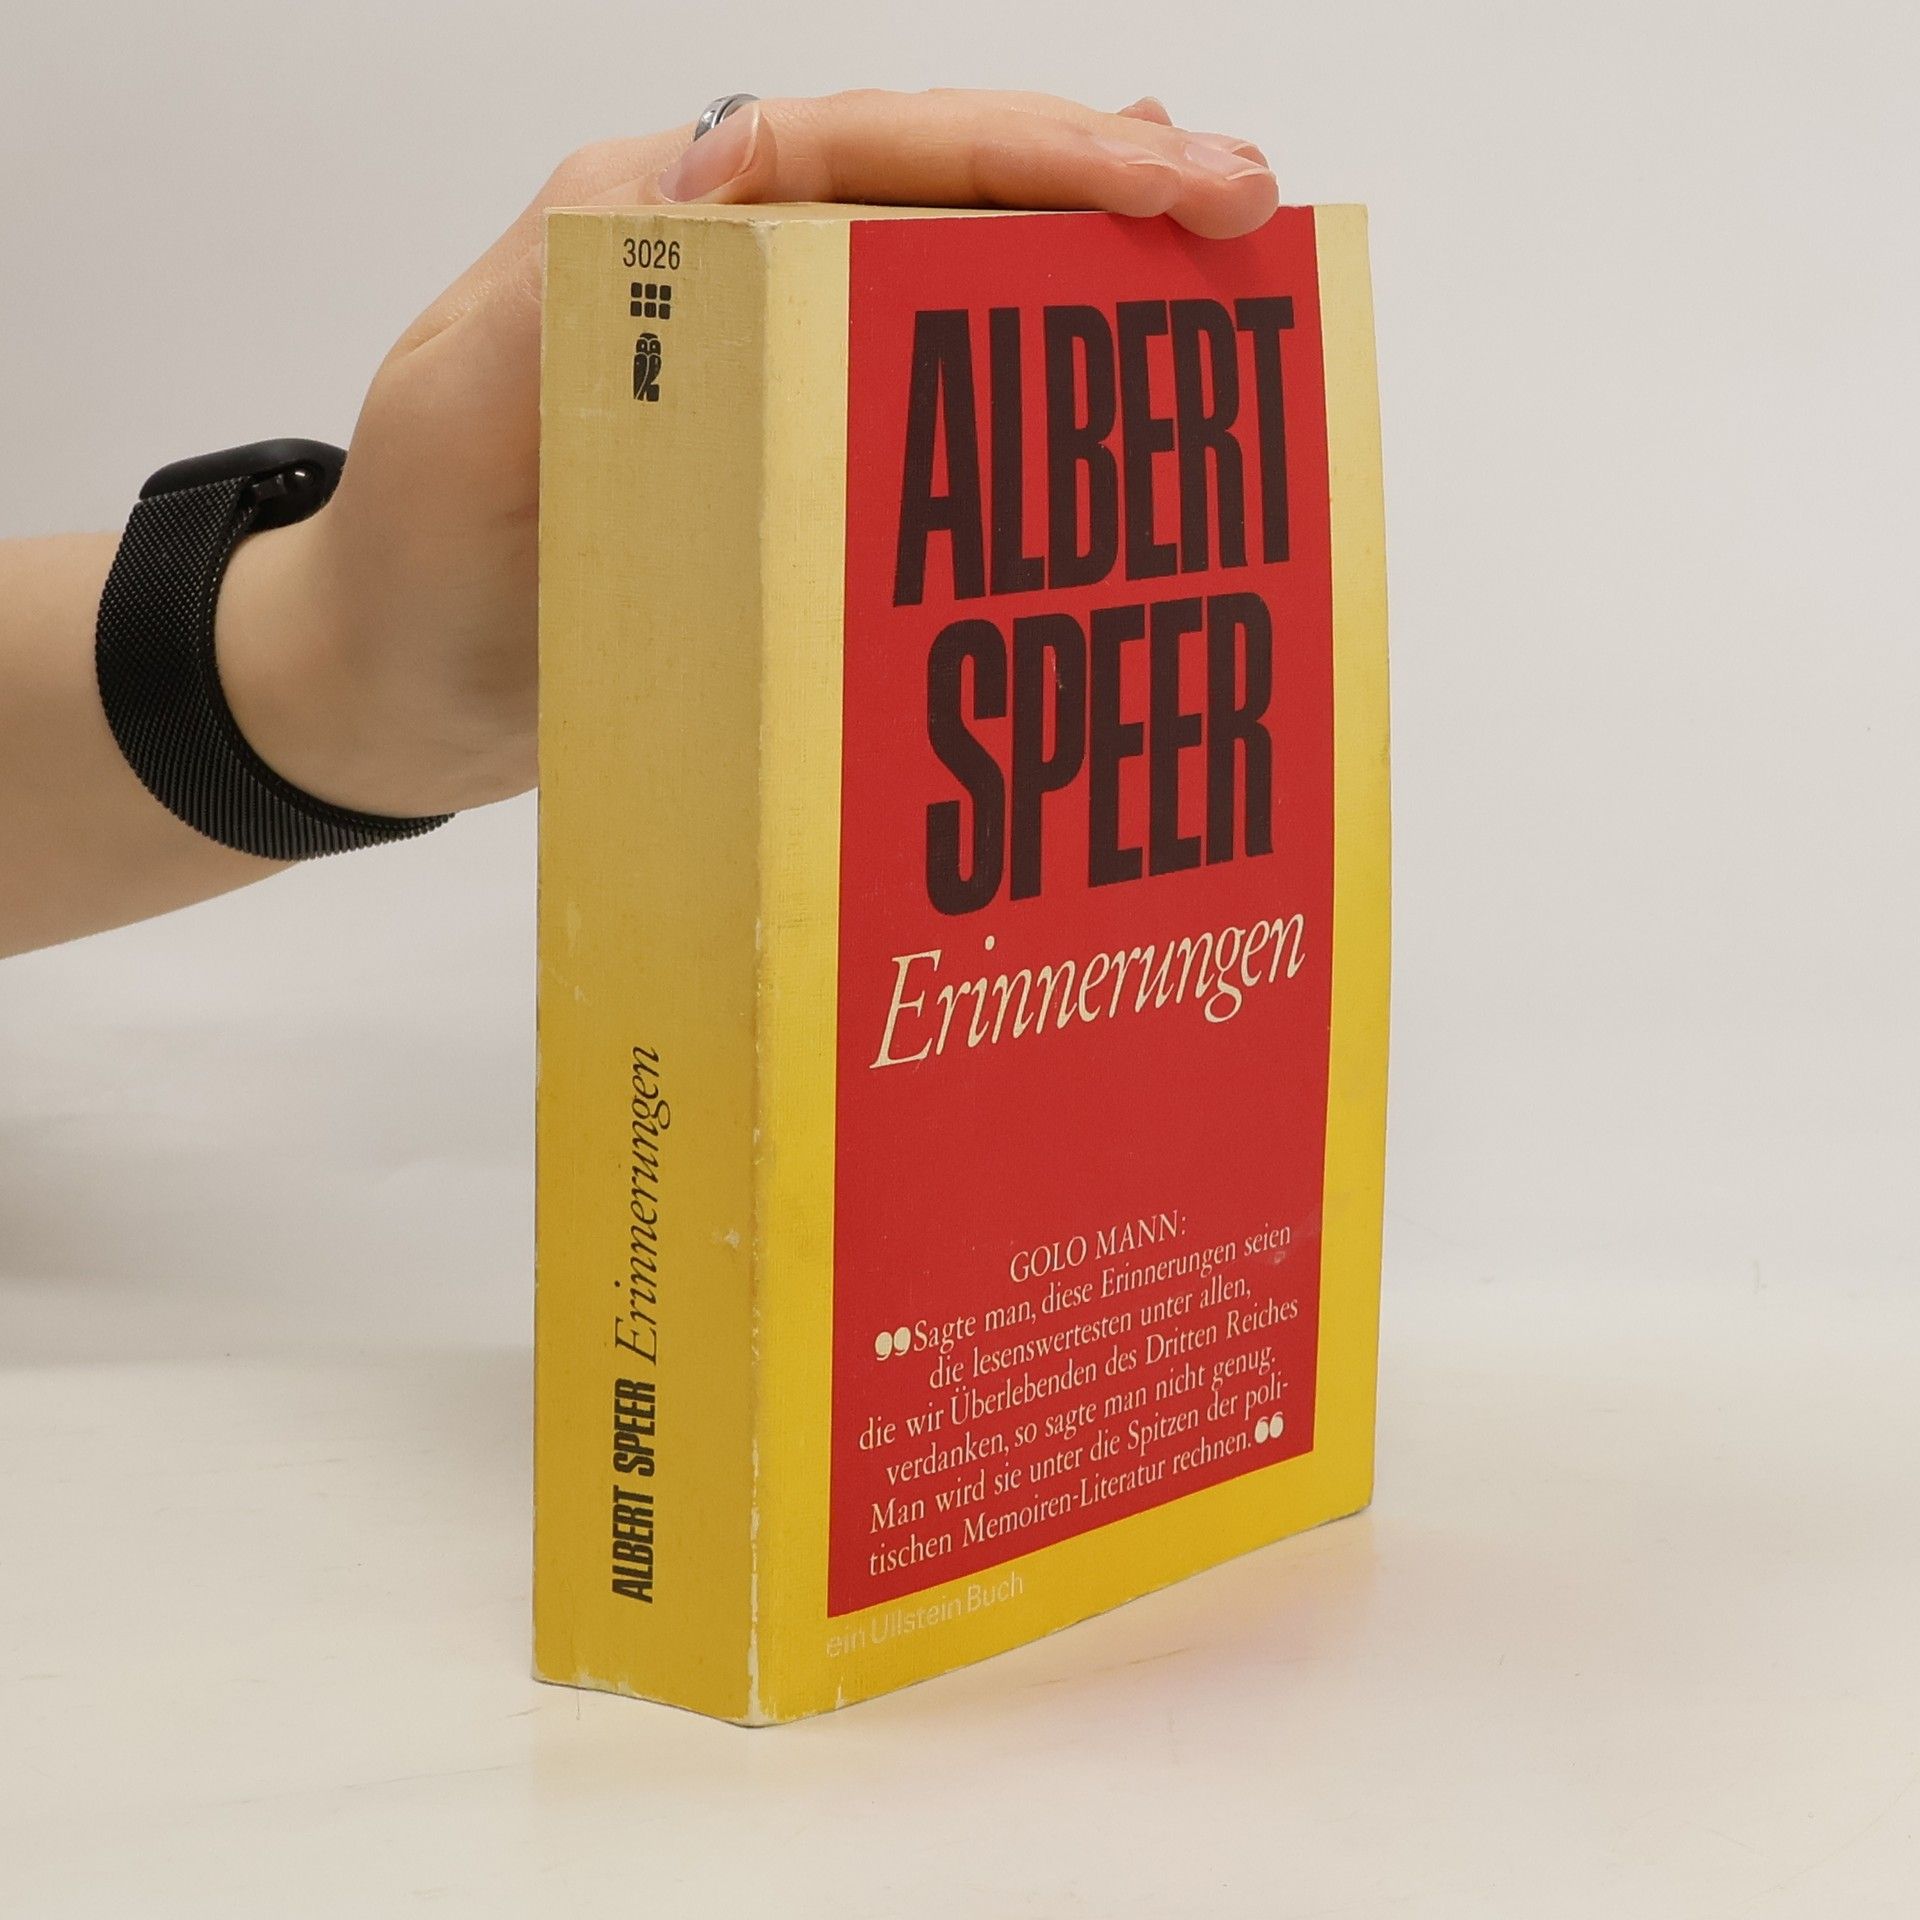 3026
ALBERT SPEER Erinnerungen
ALBERT
SPEER
Erinnerungen
GOLO MANN:
❞Sagte man, diese Erinnerungen seien
die lesenswertesten unter allen,
die wir Überlebenden des Dritten Reiches
verdanken, so sagte man nicht genug.
Man wird sie unter die Spitzen der poli-
tischen Memoiren-Literatur rechnen.❝
ein Ullstein Buch